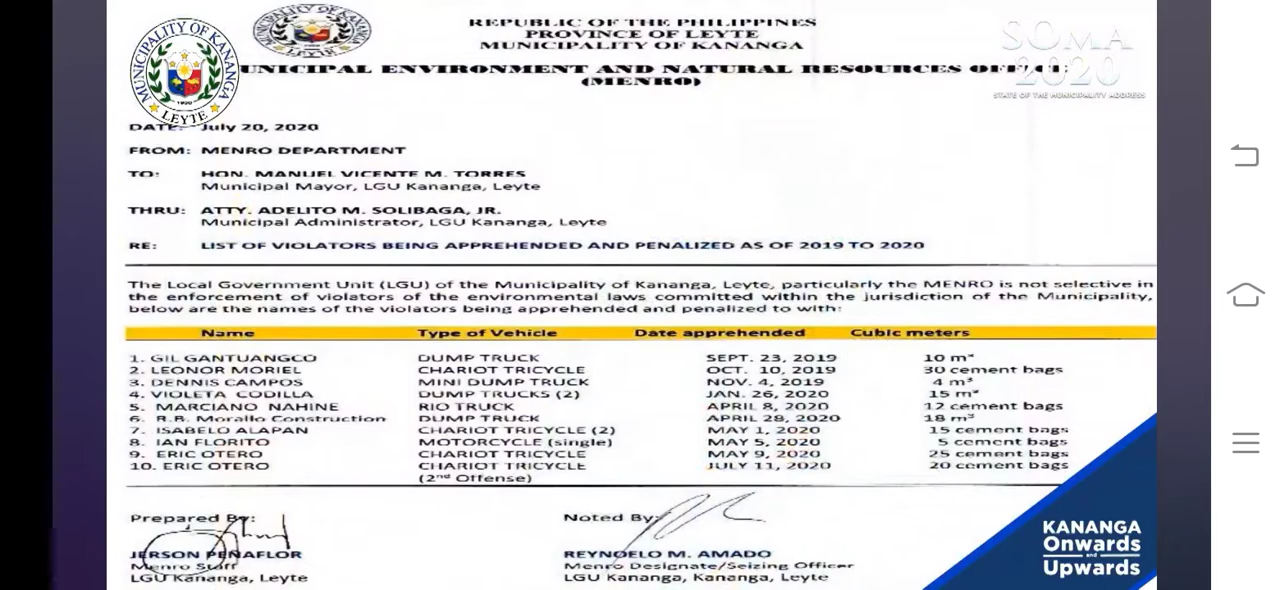 REPUBLIC OF THE PHILIPPINES
PROVINCE OF LEYTE
MUNICIPALITY OF KANANGA
MUNICIPALITY OF KANANGA
LEYTE
SOMA
2020
STATE OF THE MUNICIPALITY ADDRESS
UNICIPAL ENVIRONMENT AND NATURAL RESOURCES OFFICE
(MENRO)
DATE: July 20, 2020
FROM: MENRO DEPARTMENT
TO: HON. MANUEL VICENTE M. TORRES
Municipal Mayor, LGU Kananga, Leyte
THRU: ATTY. ADELITO M. SOLIBAGA, JR.
Municipal Administrator, LGU Kananga, Leyte
RE: LIST OF VIOLATORS BEING APPREHENDED AND PENALIZED AS OF 2019 TO 2020
The Local Government Unit (LGU) of the Municipality of Kananga, Leyte, particularly the MENRO is not selective in
the enforcement of violators of the environmental laws committed within the jurisdiction of the Municipality,
below are the names of the violators being apprehended and penalized to with:
Name Type of Vehicle Date apprehended Cubic meters
1. GIL GANTUANGCO DUMP TRUCK SEPT. 23, 2019 10 m³
2. LEONOR MORIEL CHARIOT TRICYCLE OCT. 10, 2019 30 cement bags
3. DENNIS CAMPOS MINI DUMP TRUCK NOV. 4, 2019 4 m³
4. VIOLETA CODILLA DUMP TRUCKS (2) JAN. 26, 2020 15 m³
5. MARCIANO NAHINE RIO TRUCK APRIL 8, 2020 12 cement bags
6. R.B. Morallo Construction DUMP TRUCK APRIL 28, 2020 18 m³
7. ISABELO ALAPAN CHARIOT TRICYCLE (2) MAY 1, 2020 15 cement bags
8. IAN FLORITO MOTORCYCLE (single) MAY 5, 2020 5 cement bags
9. ERIC OTERO CHARIOT TRICYCLE MAY 9, 2020 25 cement bags
10. ERIC OTERO CHARIOT TRICYCLE JULY 11, 2020 20 cement bags
(2nd Offense)
Prepared By: Noted By:
JERSON PEÑAFLOR REYNOELO M. AMADO
Menro Staff Menro Designate/Seizing Officer
LGU Kananga, Leyte LGU Kananga, Kananga, Leyte
KANANGA
Onwards
and
Upwards